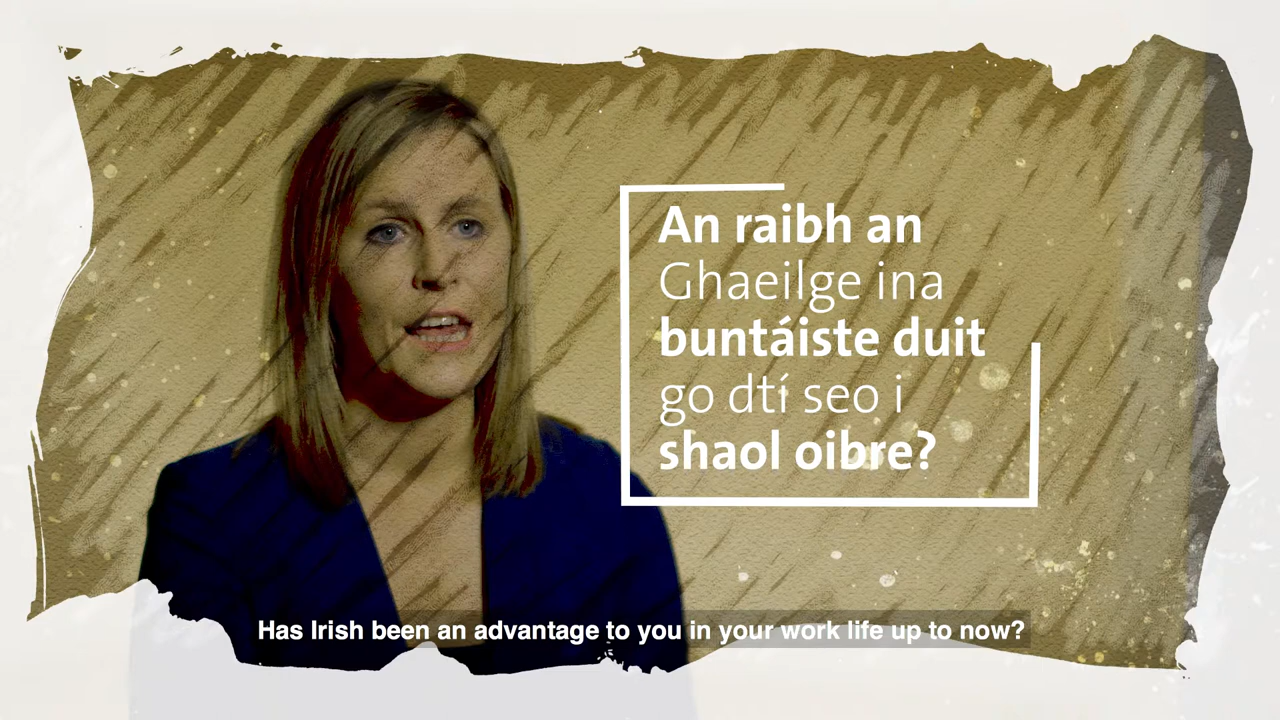 An raibh an
Ghaeilge ina
buntáiste duit
go dtí seo i
shaol oibre?
Has Irish been an advantage to you in your work life up to now?